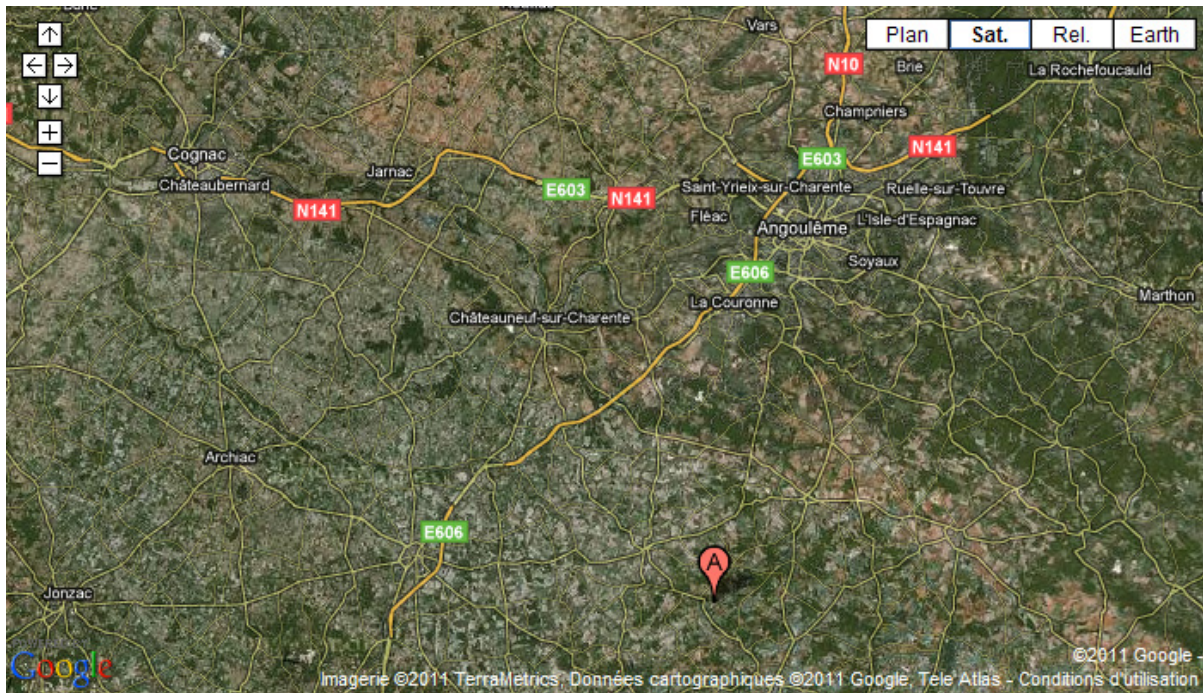 Vars
Plan Sat. Rel. Earth
N10
Brie
La Rochefoucauld
Champniers
N141
Cognac
E603
Jarnac
Châteaubernard
E603
Saint-Yrieix-sur-Charente
Ruelle-sur-Touvre
N141
N141
Fléac
L'Isle-d'Espagnac
Angoulême
Soyaux
E606
Marthon
La Couronne
Châteauneuf-sur-Charente
Archiac
E606
A
Jonzac
Google
©2011 Google -
Imagerie ©2011 TerraMetrics, Données cartographiques ©2011 Google, Tele Atlas - Conditions d'utilisation